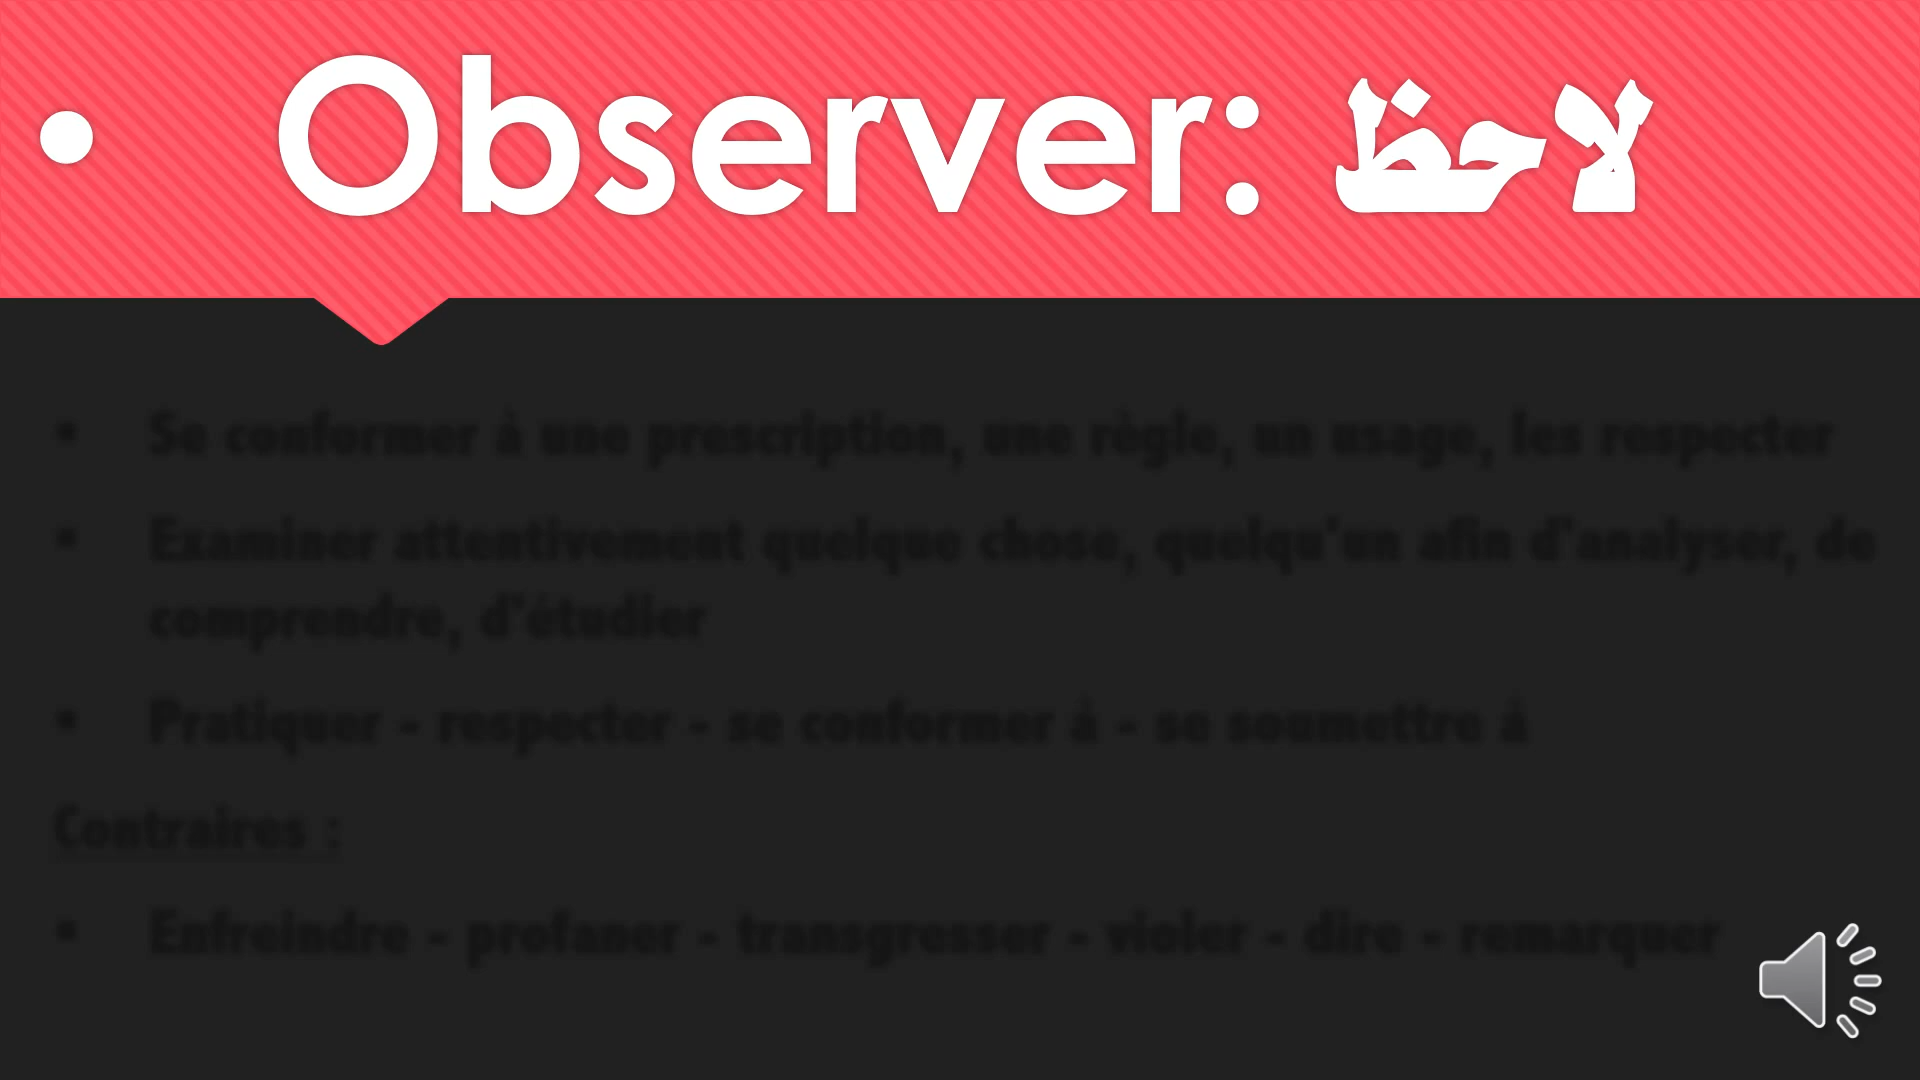 • Observer: لاحظ
• Se conformer à une prescription, une règle, un usage, les respecter
• Examiner attentivement quelque chose, quelqu'un afin d'analyser, de
comprendre, d'étudier
• Pratiquer - respecter - se conformer à - se soumettre à
Contraires :
• Enfreindre - profaner - transgresser - violer - dire - remarquer